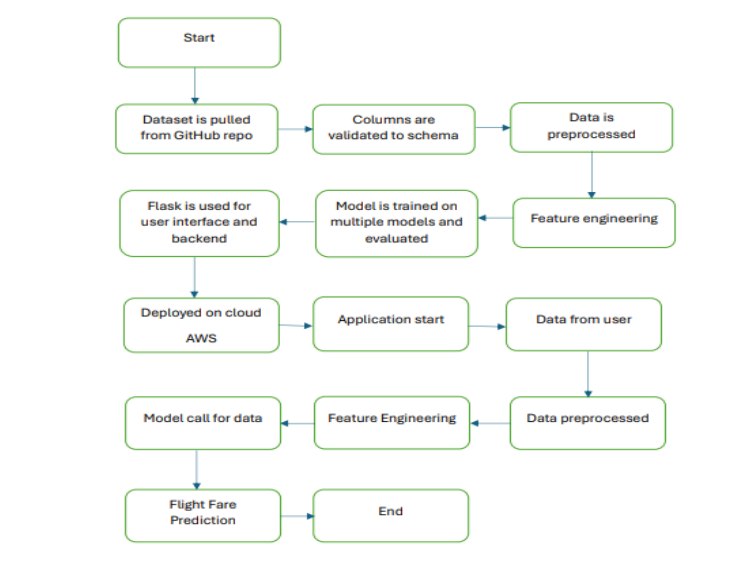 Start
Dataset is pulled
from GitHub repo
Columns are
validated to schema
Data is
preprocessed
Feature engineering
Model is trained on
multiple models and
evaluated
Flask is used for
user interface and
backend
Deployed on cloud
AWS
Application start
Data from user
Data preprocessed
Feature Engineering
Model call for data
Flight Fare
Prediction
End